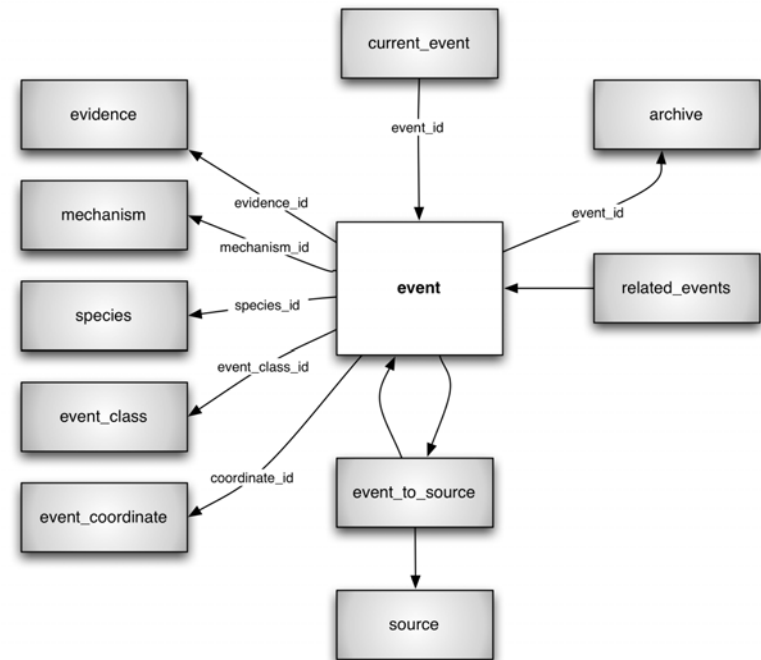 current_event
evidence
archive
event_id
mechanism
evidence_id
event_id
mechanism_id
event
related_events
species
species_id
event_class_id
event_class
coordinate_id
event_to_source
event_coordinate
source